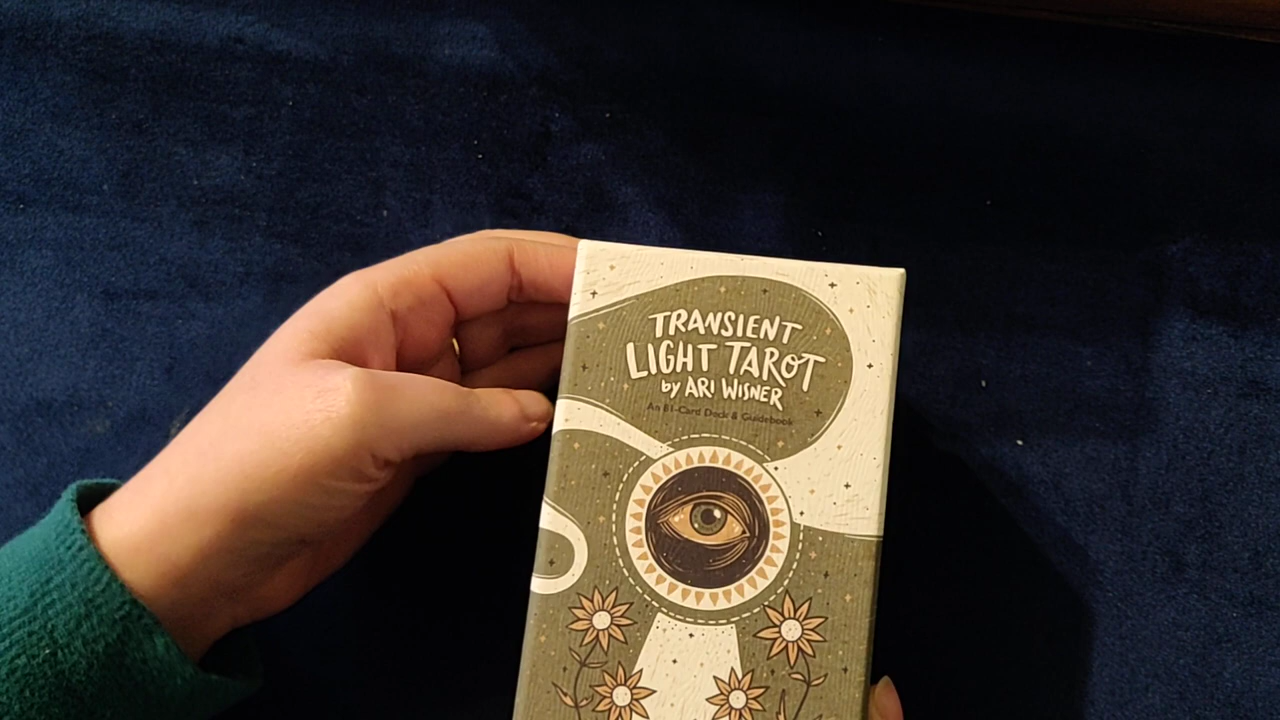 TRANSIENT
LIGHT TAROT
by ARI WISNER
An 81-Card Deck & Guidebook